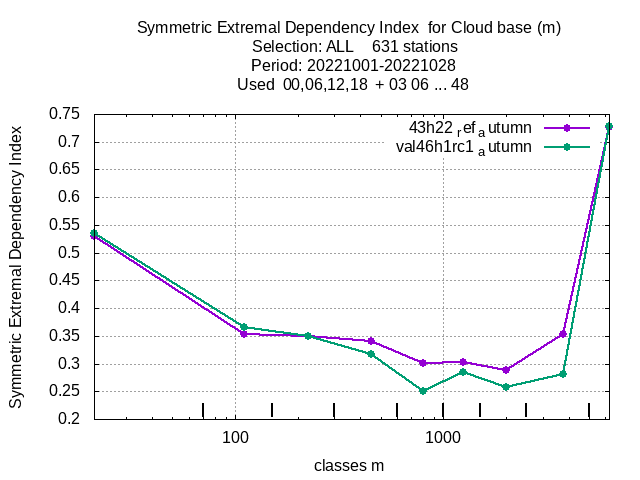 Symmetric Extremal Dependency Index for Cloud base (m)
Selection: ALL 631 stations
Period: 20221001-20221028
Used 00,06,12,18 + 03 06 ... 48
43h22 ref a utumn
val46h1rc1 a utumn
Symmetric Extremal Dependency Index
0.75
0.7
0.65
0.6
0.55
0.5
0.45
0.4
0.35
0.3
0.25
0.2
100 1000
classes m